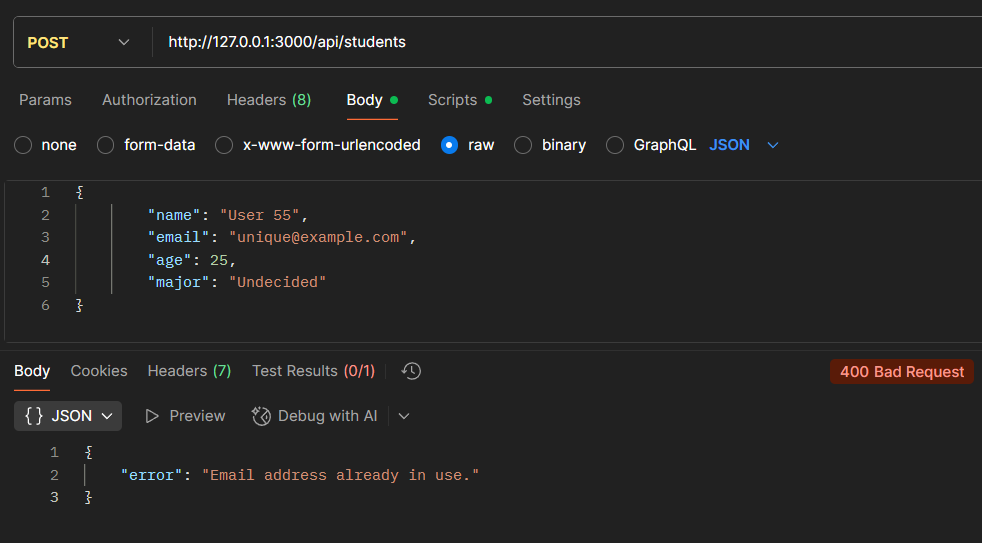 POST http://127.0.0.1:3000/api/students
Params Authorization Headers (8) Body Scripts Settings
none form-data x-www-form-urlencoded raw binary GraphQL JSON
1 {
2 "name": "User 55",
3 "email": "unique@example.com",
4 "age": 25,
5 "major": "Undecided"
6 }
Body Cookies Headers (7) Test Results (0/1) 400 Bad Request
{} JSON Preview Debug with AI
1 {
2 "error": "Email address already in use."
3 }